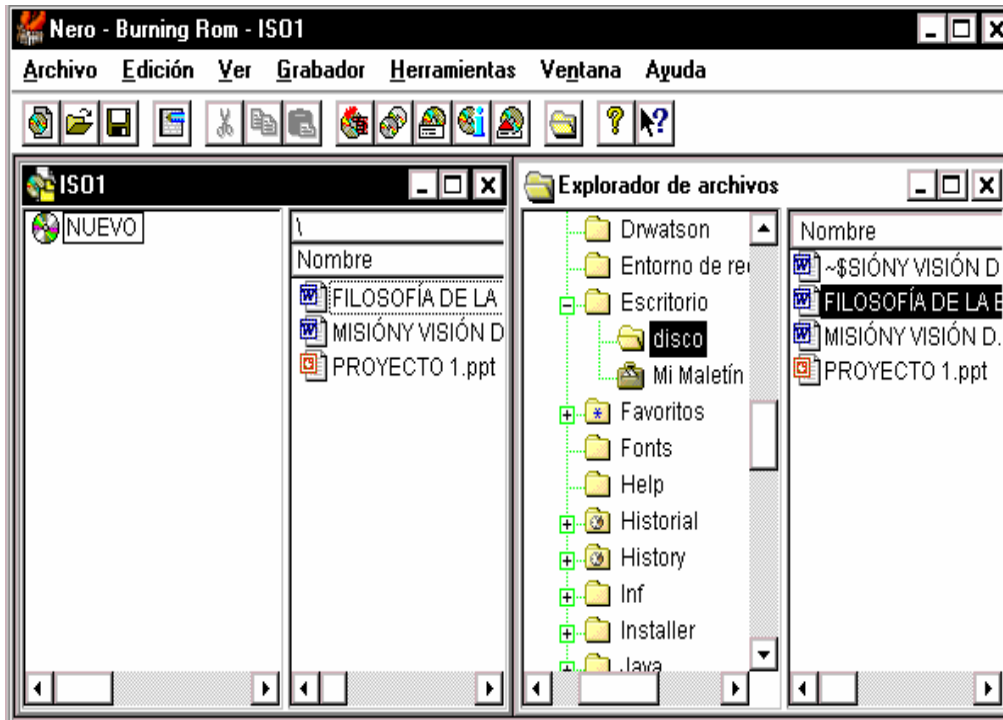 Nero - Burning Rom - ISO1
Archivo Edición Ver Grabador Herramientas Ventana Ayuda
ISO1
NUEVO
\
Nombre
FILOSOFÍA DE LA
MISIÓNY VISIÓN D
PROYECTO 1.ppt
Explorador de archivos
Drwatson
Entorno de re
Escritorio
disco
Mi Maletín
Favoritos
Fonts
Help
Historial
History
Inf
Installer
Java
Nombre
~$SIÓNY VISIÓN D
FILOSOFÍA DE LA E
MISIÓNY VISIÓN D.
PROYECTO 1.ppt